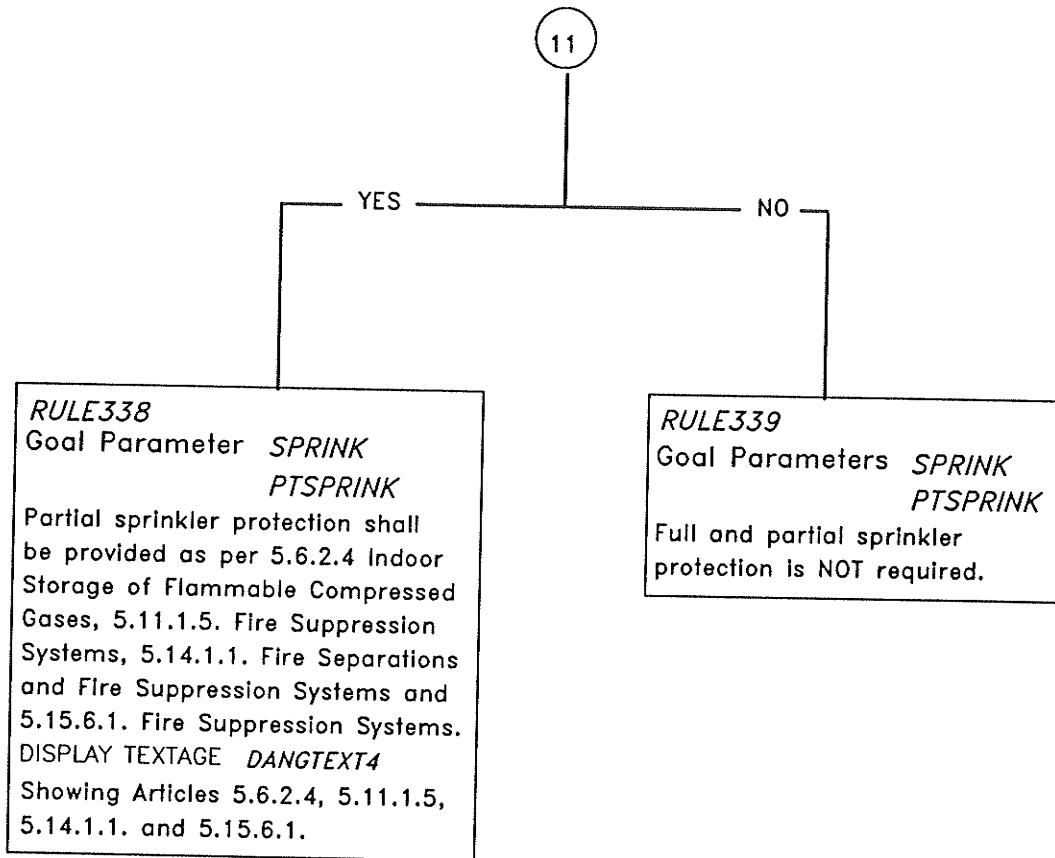 11
YES
NO
RULE338
Goal Parameter SPRINK
PTSPRINK
Partial sprinkler protection shall
be provided as per 5.6.2.4 Indoor
Storage of Flammable Compressed
Gases, 5.11.1.5. Fire Suppression
Systems, 5.14.1.1. Fire Separations
and Fire Suppression Systems and
5.15.6.1. Fire Suppression Systems.
DISPLAY TEXTAGE DANGTEXT4
Showing Articles 5.6.2.4, 5.11.1.5,
5.14.1.1. and 5.15.6.1.
RULE339
Goal Parameters SPRINK
PTSPRINK
Full and partial sprinkler
protection is NOT required.